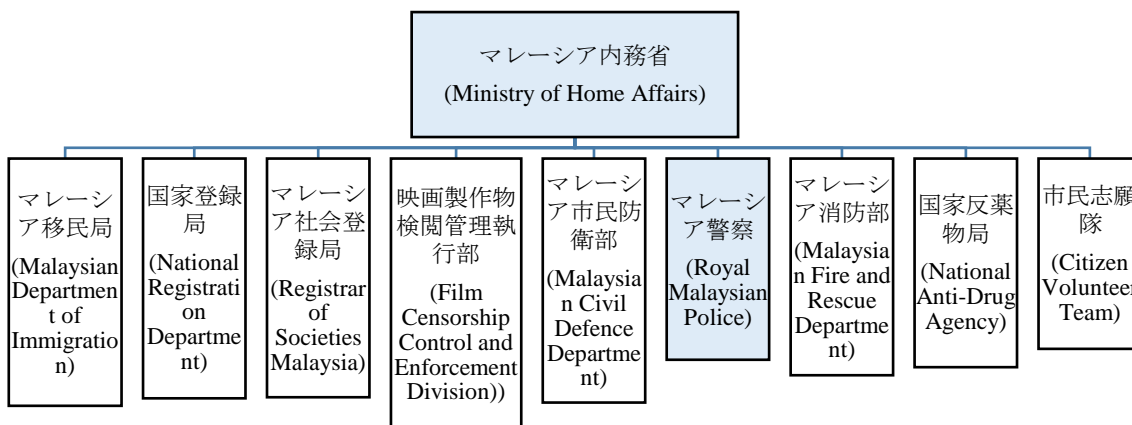 マレーシア内務省
(Ministry of Home Affairs)
マレーシ
ア移民局
(Malaysian
Departmen
t of
Immigratio
n)
国家登録
局
(National
Registrati
on
Department)
マレーシ
ア社会登
録局
(Registrar
of
Societies
Malaysia)
映画製作物
検閲管理執
行部
(Film
Censorship
Control and
Enforcement
Division))
マレーシ
ア市民防
衛部
(Malaysia
n Civil
Defence
Departme
nt)
マレーシ
ア警察
(Royal
Malaysian
Police)
マレーシ
ア消防部
(Malaysia
n Fire and
Rescue
Departme
nt)
国家反薬
物局
(National
Anti-Drug
Agency)
市民志願
隊
(Citizen
Volunteer
Team)